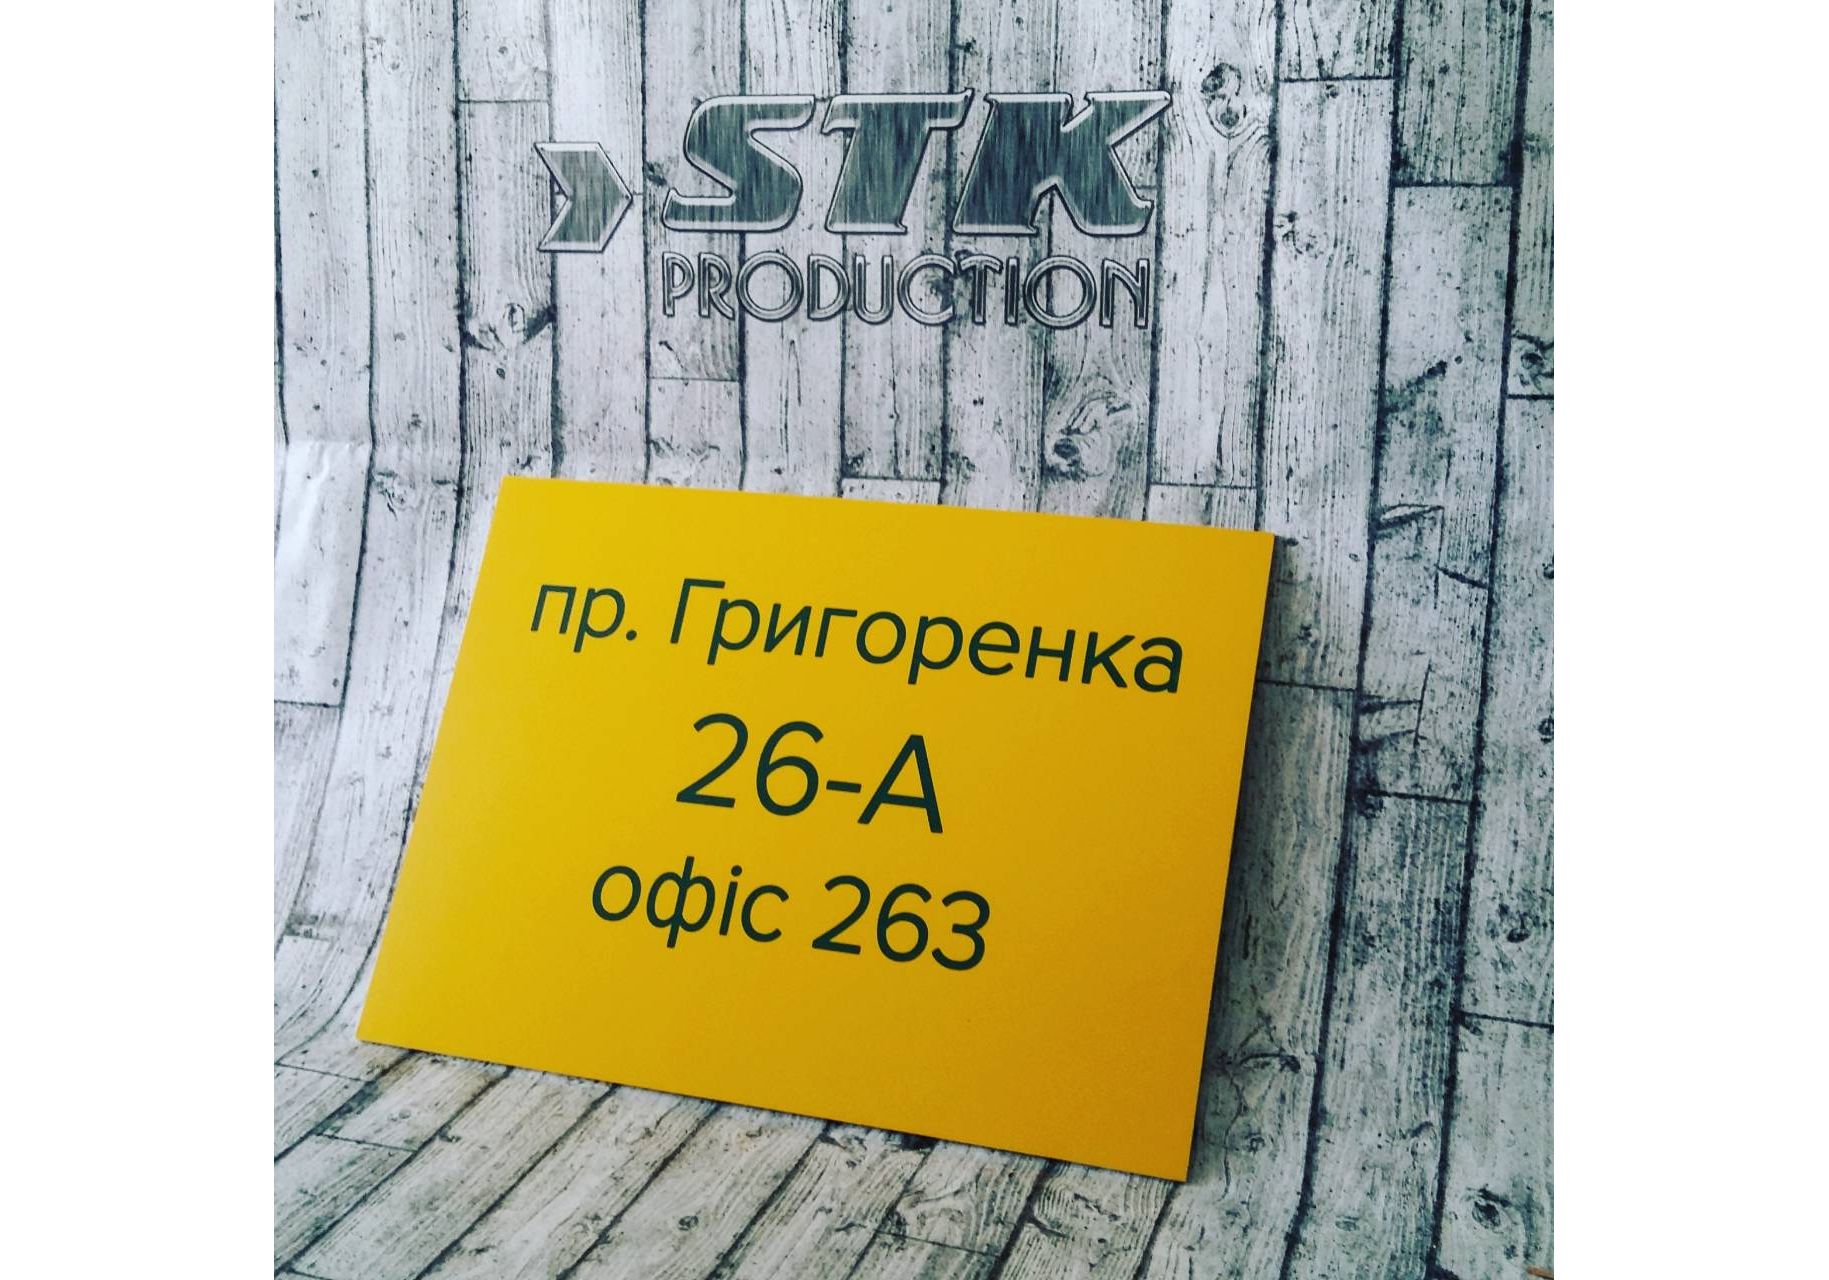 STK
PRODUCTION
пр. Григоренка
26-А
офіс 263